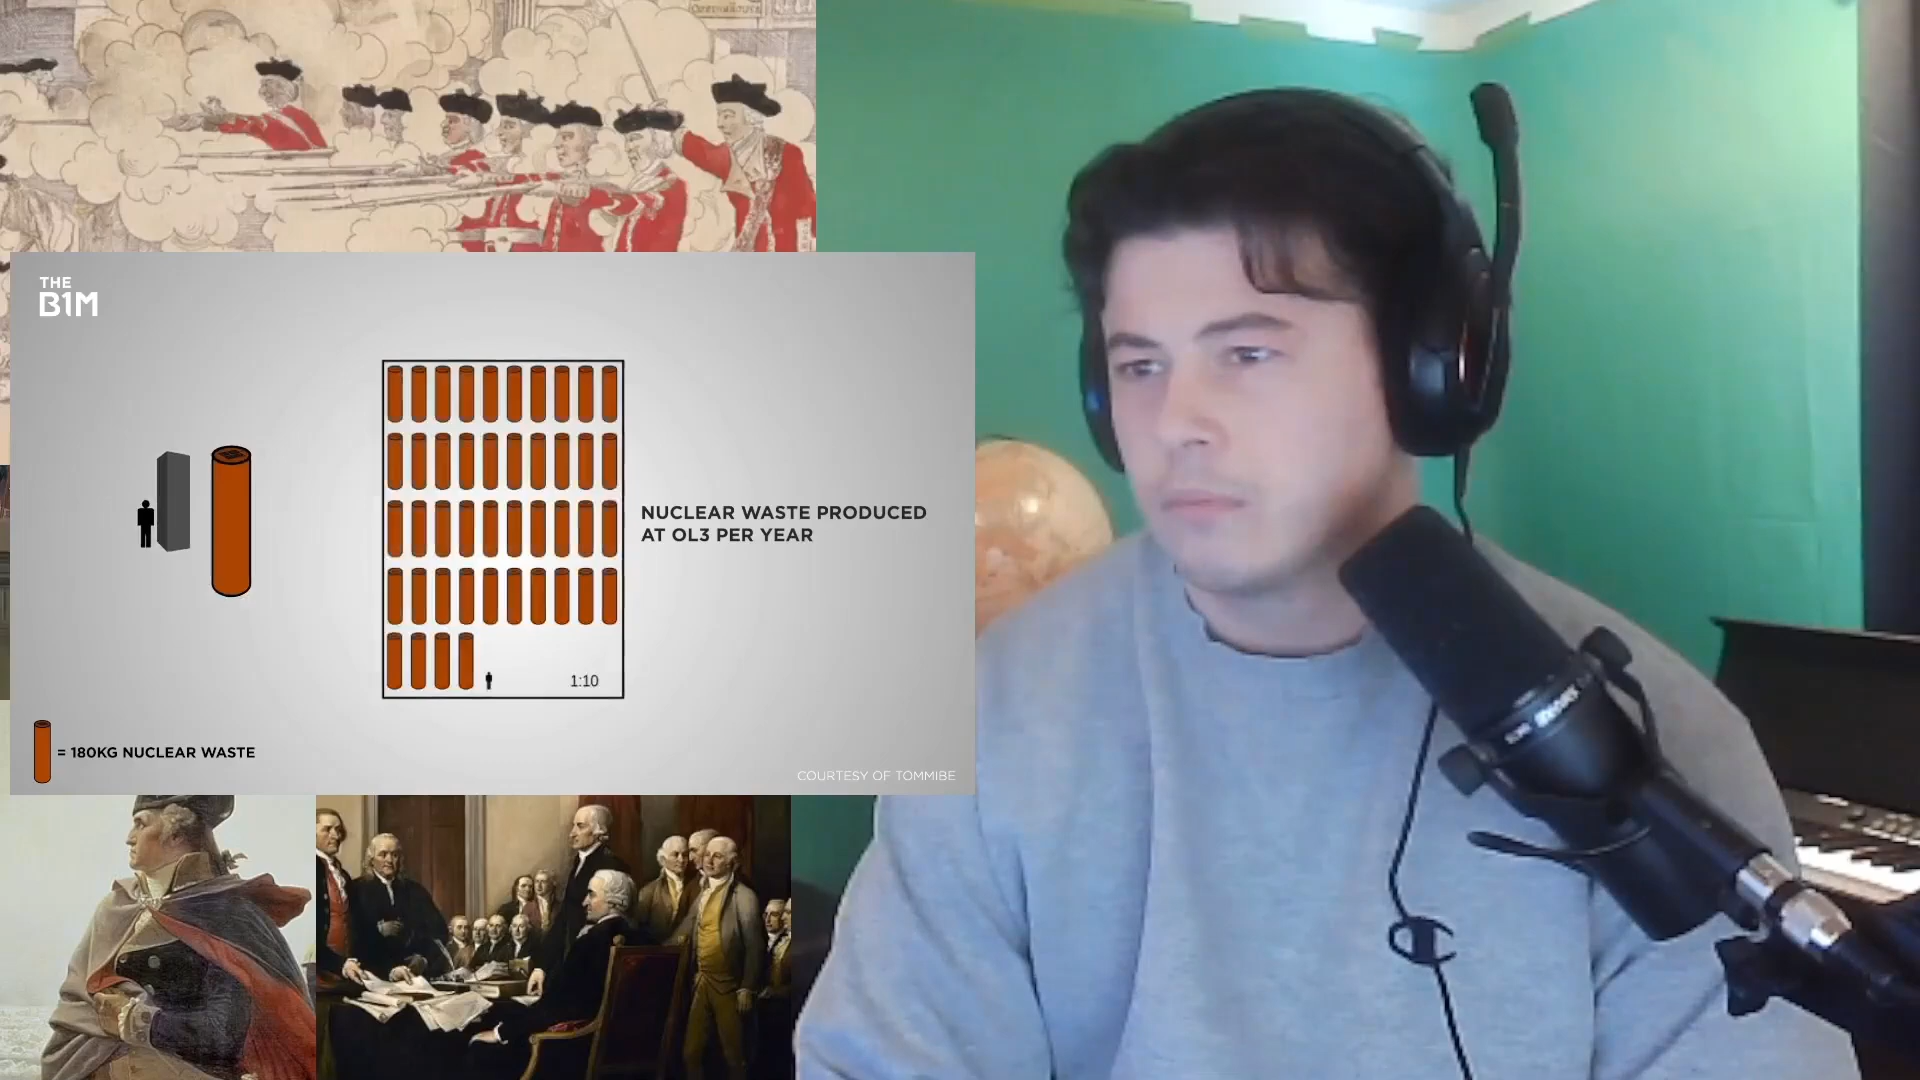 THE
B1M
NUCLEAR WASTE PRODUCED
AT OL3 PER YEAR
1:10
= 180KG NUCLEAR WASTE
COURTESY OF TOMMIBE